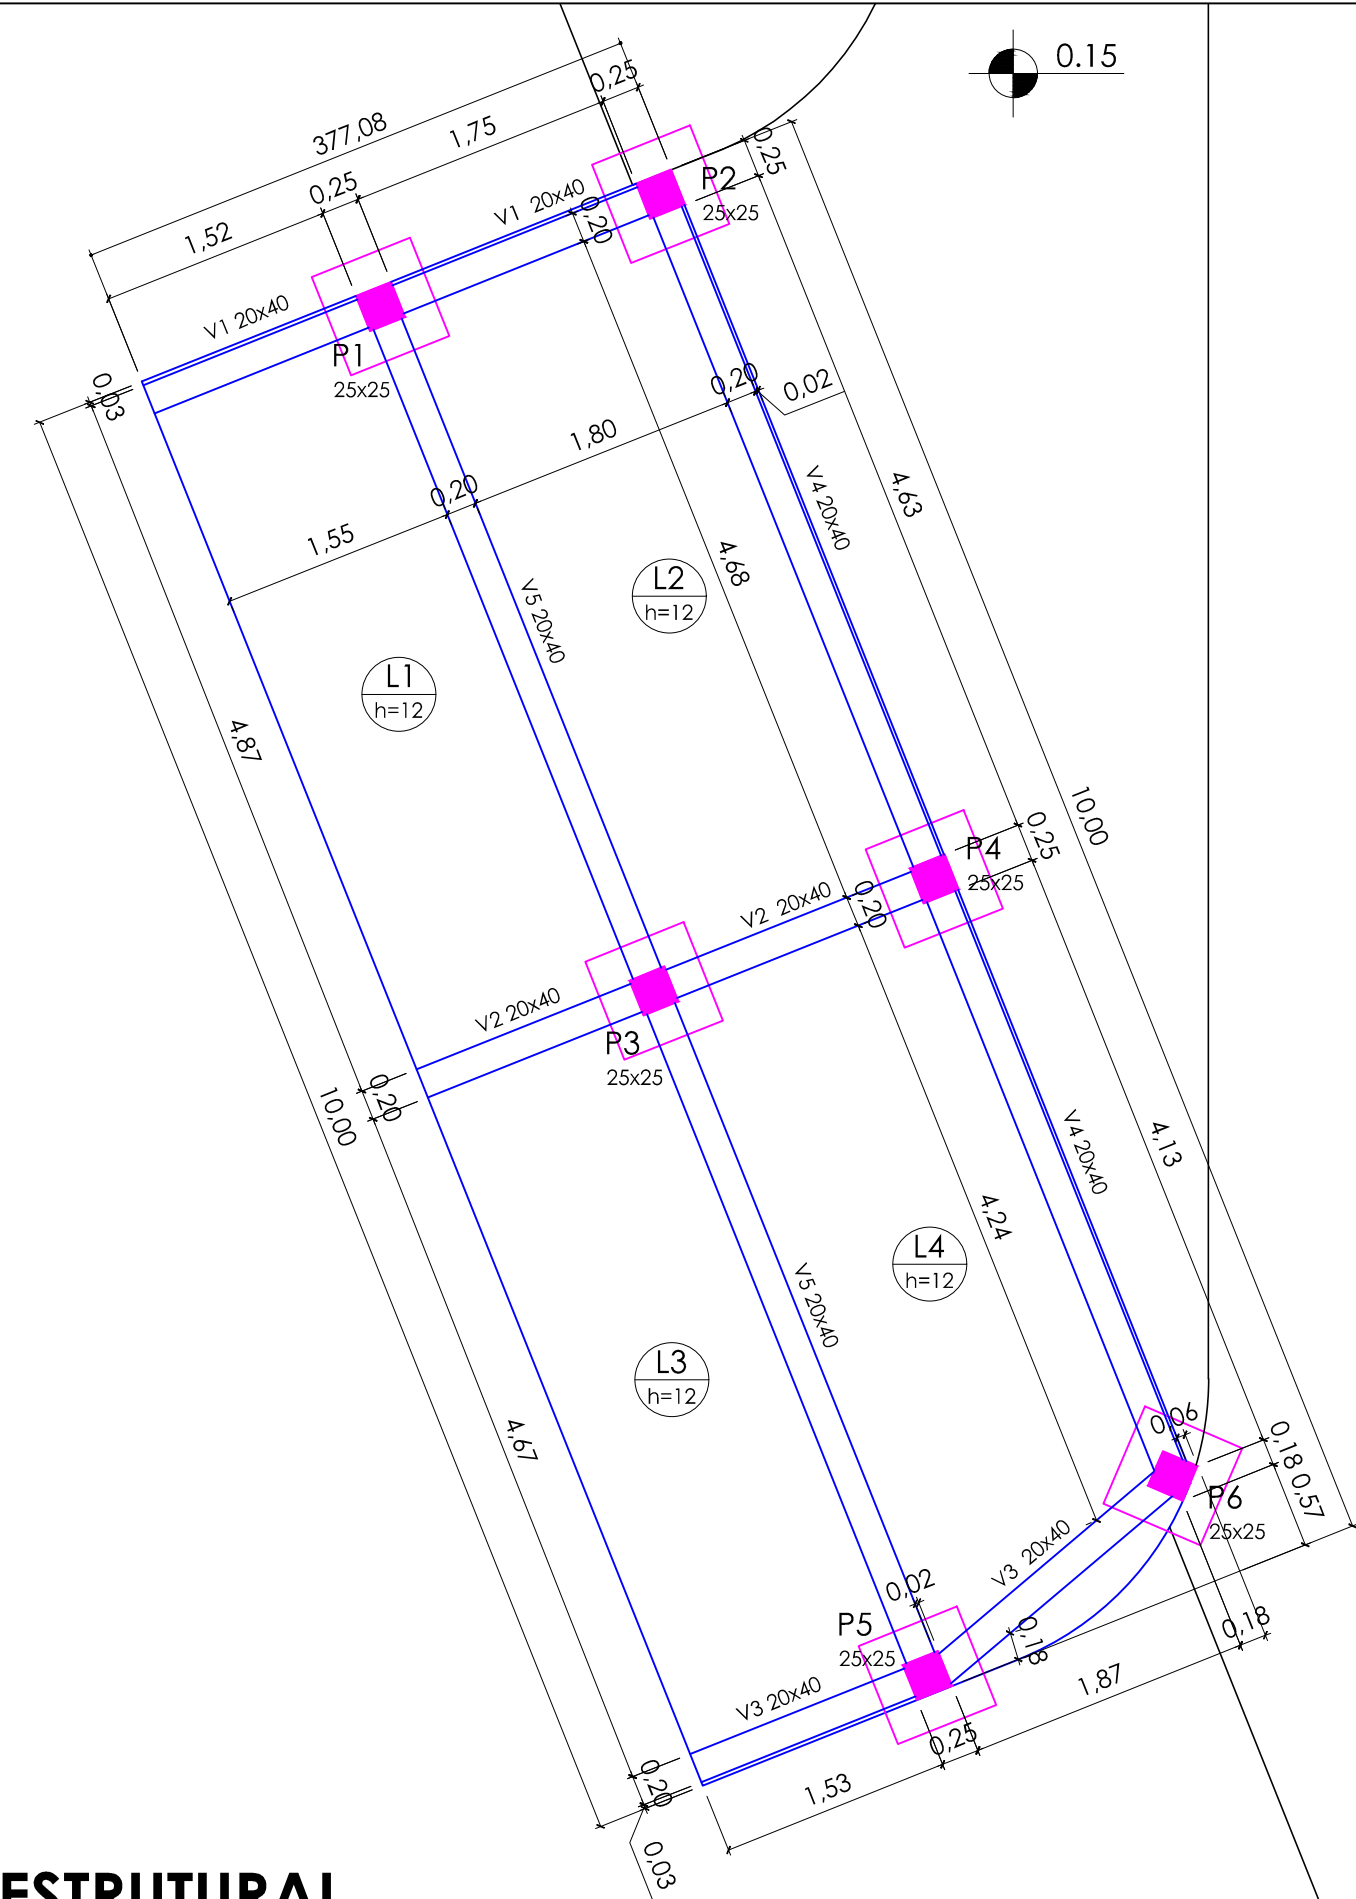 0.15
0,25
377,08
1,75
0,25
0,25
P2
25x25
V1 20x40
0,20
1,52
V1 20x40
P1
25x25
0,03
0,20
0,02
1,80
0,20
1,55
V4 20x40
4,63
4,68
L2
h=12
V5 20x40
L1
h=12
4,87
10,00
0,25
P4
25x25
V2 20x40
0,20
V2 20x40
P3
25x25
0,20
10,00
V4 20x40
4,13
4,24
L4
h=12
V5 20x40
L3
h=12
4,67
0,06
0,18
0,57
P6
25x25
V3 20x40
0,02
P5
25x25
0,18
0,18
1,87
V3 20x40
0,25
1,53
0,20
0,03
ESTRUTURAL